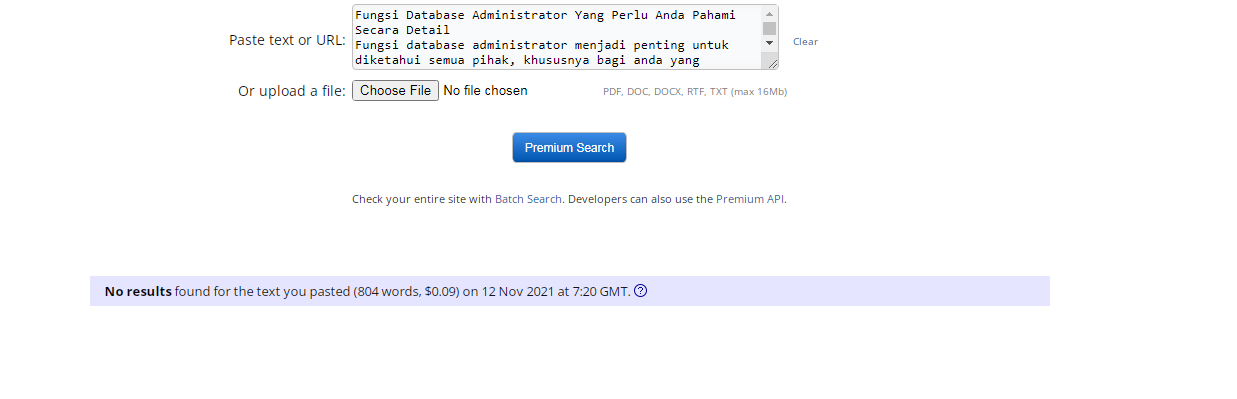 Paste text or URL:
Fungsi Database Administrator Yang Perlu Anda Pahami
Secara Detail
Fungsi database administrator menjadi penting untuk
diketahui semua pihak, khususnya bagi anda yang
Clear
Or upload a file:
Choose File No file chosen
PDF, DOC, DOCX, RTF, TXT (max 16Mb)
Premium Search
Check your entire site with Batch Search. Developers can also use the Premium API.
No results found for the text you pasted (804 words, $0.09) on 12 Nov 2021 at 7:20 GMT. ?